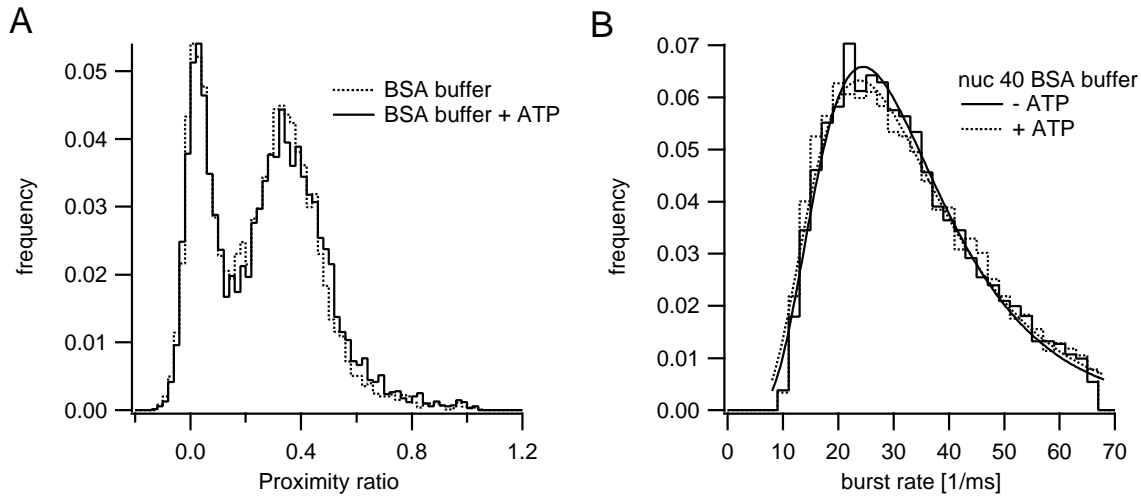 A
0.05
0.04
0.03
0.02
0.01
0.00
frequency
0.0
0.4
0.8
1.2
Proximity ratio
BSA buffer
BSA buffer + ATP
B
0.07
0.06
0.05
0.04
0.03
0.02
0.01
0.00
frequency
0
10
20
30
40
50
60
70
burst rate [1/ms]
nuc 40 BSA buffer
- ATP
+ ATP